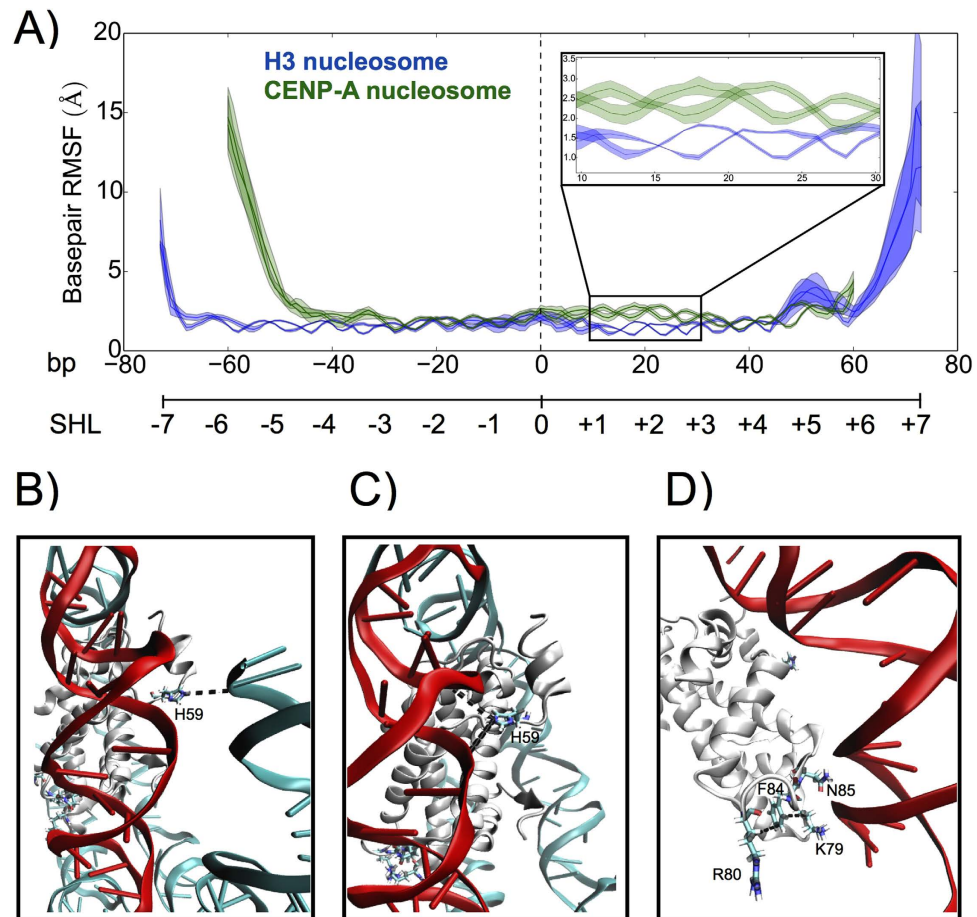 A)
H3 nucleosome
CENP-A nucleosome
Basepair RMSF (Å)
20
15
10
5
0
3.5
3.0
2.5
2.0
1.5
1.0
10 15 20 25 30
bp −80 −60 −40 −20 0 20 40 60 80
SHL -7 -6 -5 -4 -3 -2 -1 0 +1 +2 +3 +4 +5 +6 +7
B) C) D)
H59
H59
F84 N85
K79
R80